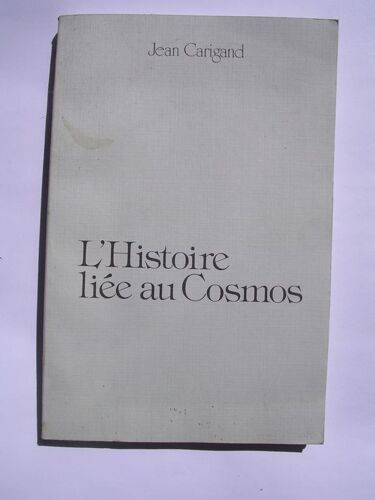 Jean Carigand
L'Histoire
liée au Cosmos